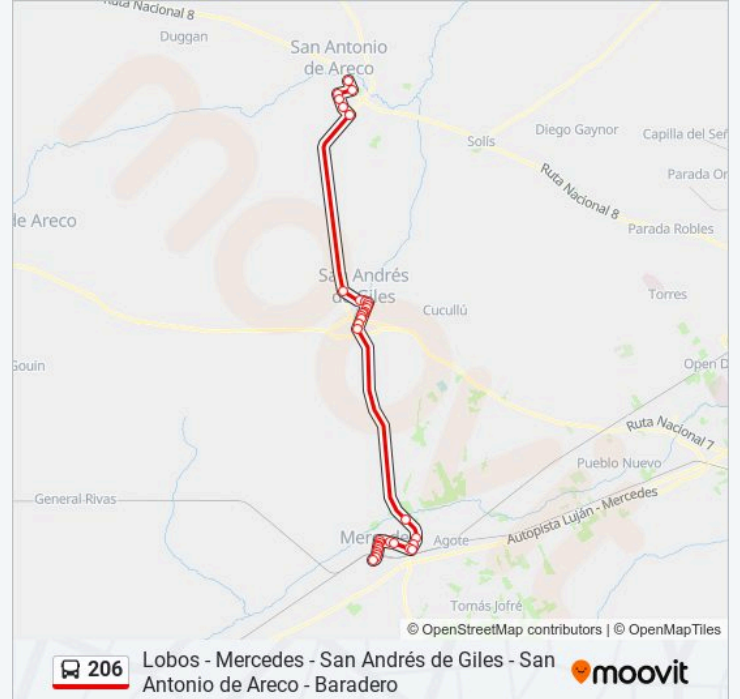 Ruta Nacional 8
Duggan
San Antonio
de Areco
Solís
Diego Gaynor
Capilla del Señ
Ruta Nacional 8
Parada Or
de Areco
Parada Robles
San Andrés
de Giles
Torres
Cucullú
Gouin
Open D
Ruta Nacional 7
Pueblo Nuevo
General Rivas
Autopista Luján - Mercedes
Mercedes
Agote
Tomás Jofré
© OpenStreetMap contributors | © OpenMapTiles
206
Lobos - Mercedes - San Andrés de Giles - San
Antonio de Areco - Baradero
moovit